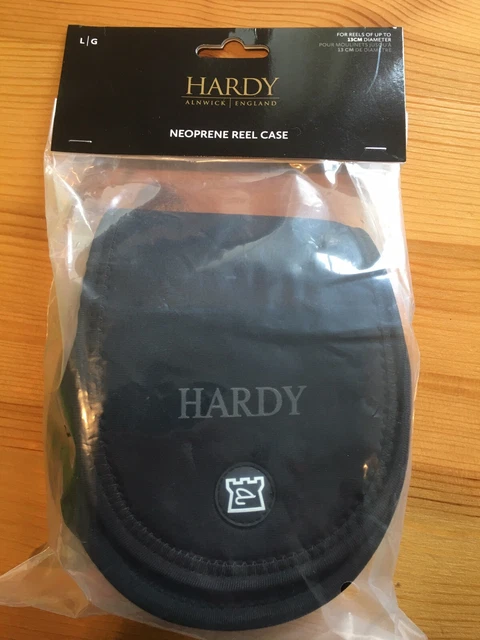 L|G
FOR REELS OF UP TO
13CM DIAMETER
POUR MOULINETS JUSQU'À
13 CM DE DIAMÈTRE
HARDY
ALNWICK | ENGLAND
NEOPRENE REEL CASE
HARDY